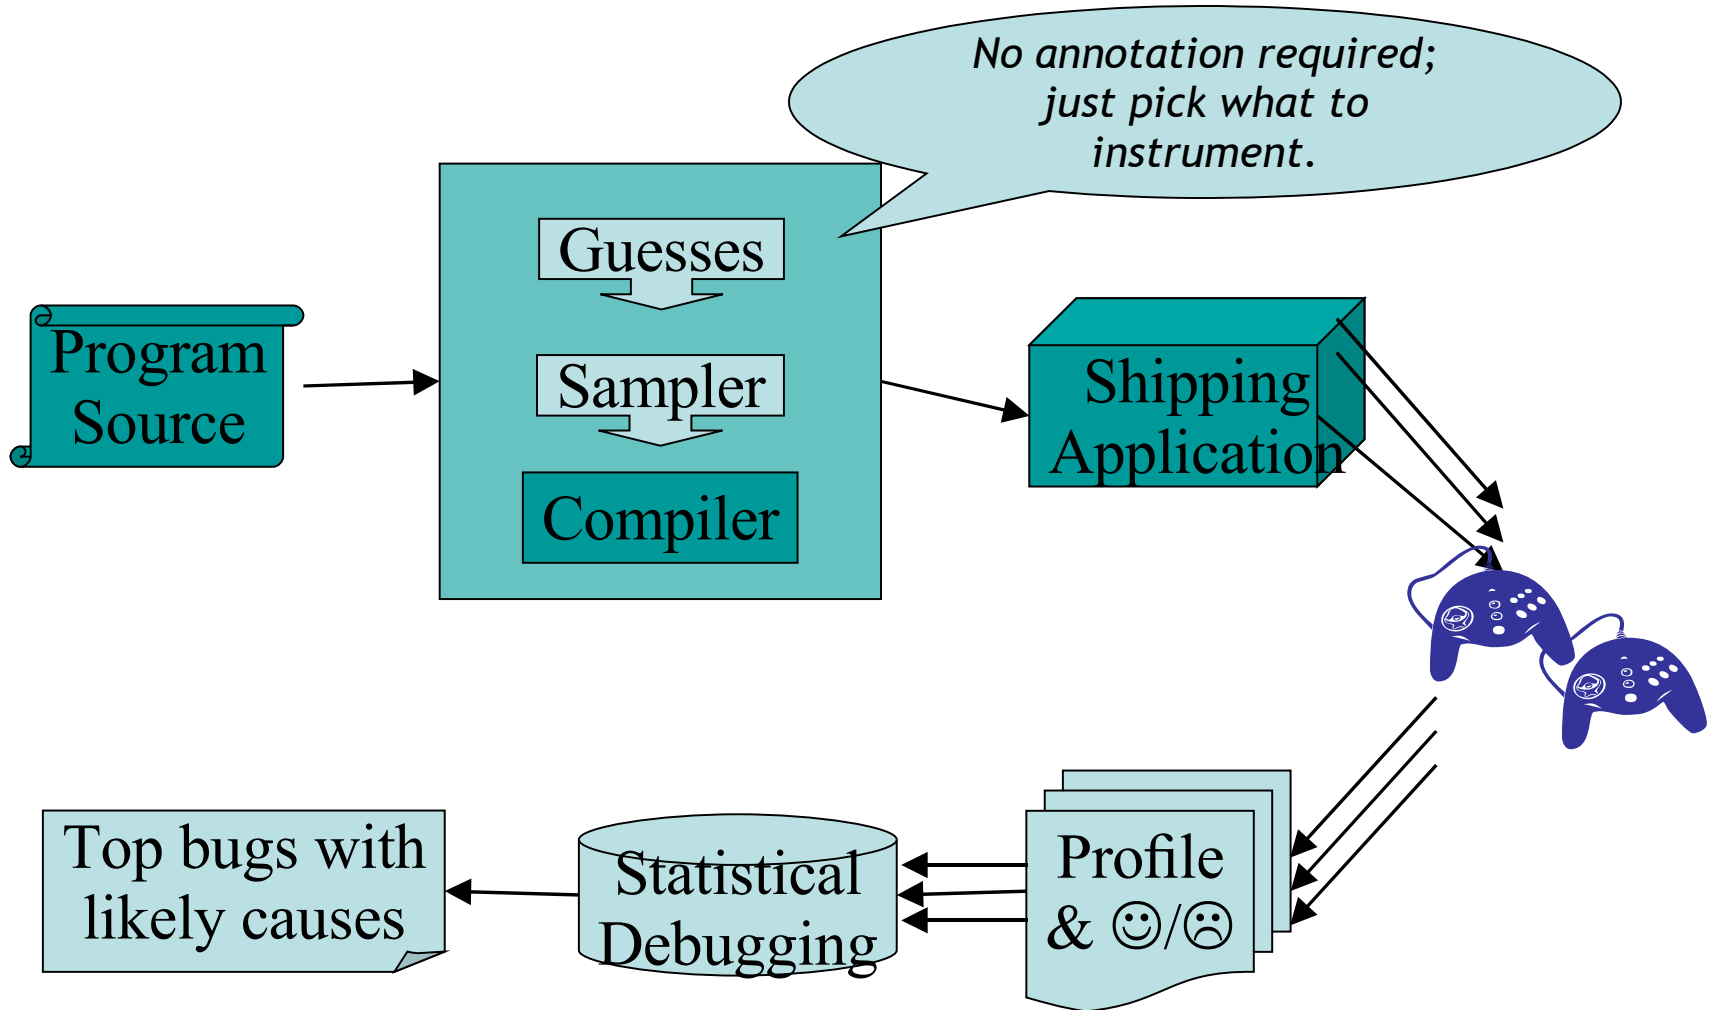 No annotation required;
just pick what to
instrument.
Guesses
Program
Source
Sampler
Compiler
Shipping
Application
Top bugs with
likely causes
Statistical
Debugging
Profile
& ☺/☹